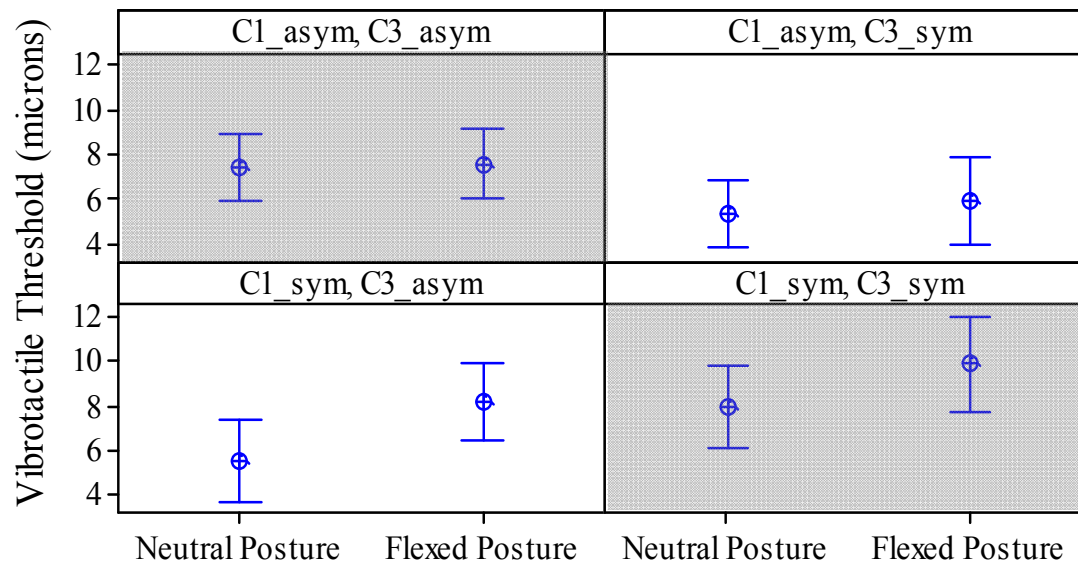 Vibrotactile Threshold (microns)
C1_asym, C3_asym
C1_asym, C3_sym
12
10
8
6
4
C1_sym, C3_asym
C1_sym, C3_sym
12
10
8
6
4
Neutral Posture Flexed Posture Neutral Posture Flexed Posture